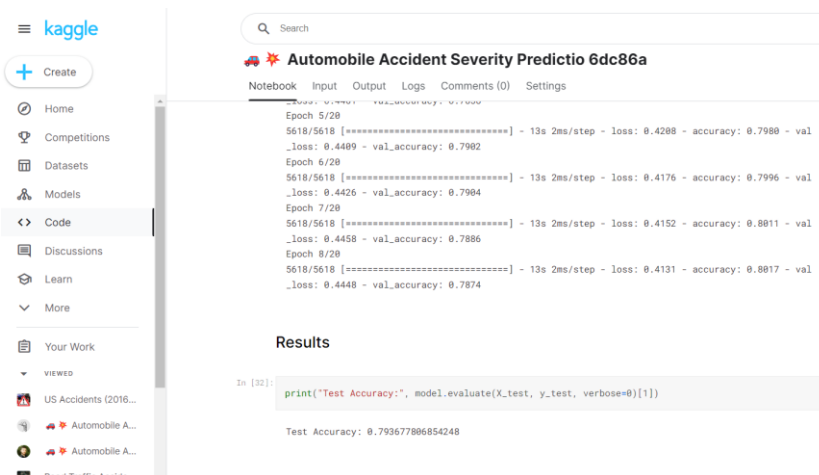 kaggle
Search
Create
Automobile Accident Severity Predictio 6dc86a
Notebook Input Output Logs Comments (0) Settings
Home
Competitions
Datasets
Models
Code
Discussions
Learn
More
Your Work
VIEWED
US Accidents (2016...
Automobile A...
Automobile A...
Epoch 5/20
5618/5618 [==============================] - 13s 2ms/step - loss: 0.4208 - accuracy: 0.7980 - val
_loss: 0.4409 - val_accuracy: 0.7902
Epoch 6/20
5618/5618 [==============================] - 13s 2ms/step - loss: 0.4176 - accuracy: 0.7996 - val
_loss: 0.4426 - val_accuracy: 0.7904
Epoch 7/20
5618/5618 [==============================] - 13s 2ms/step - loss: 0.4152 - accuracy: 0.8011 - val
_loss: 0.4458 - val_accuracy: 0.7886
Epoch 8/20
5618/5618 [==============================] - 13s 2ms/step - loss: 0.4131 - accuracy: 0.8017 - val
_loss: 0.4448 - val_accuracy: 0.7874
Results
In [32]:
print("Test Accuracy:", model.evaluate(X_test, y_test, verbose=0)[1])
Test Accuracy: 0.793677806854248